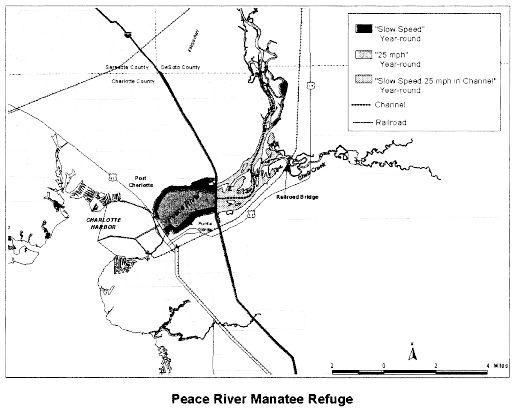 "Slow Speed"
Year-round
"25 mph"
Year-round
"Slow Speed 25 mph in Channel"
Year-round
Channel
Railroad
Sarasota County
DeSoto County
Charlotte County
Port
Charlotte
CHARLOTTE
HARBOR
Punta
Gorda
Railroad Bridge
N
2
0
2
4 Miles
Peace River Manatee Refuge